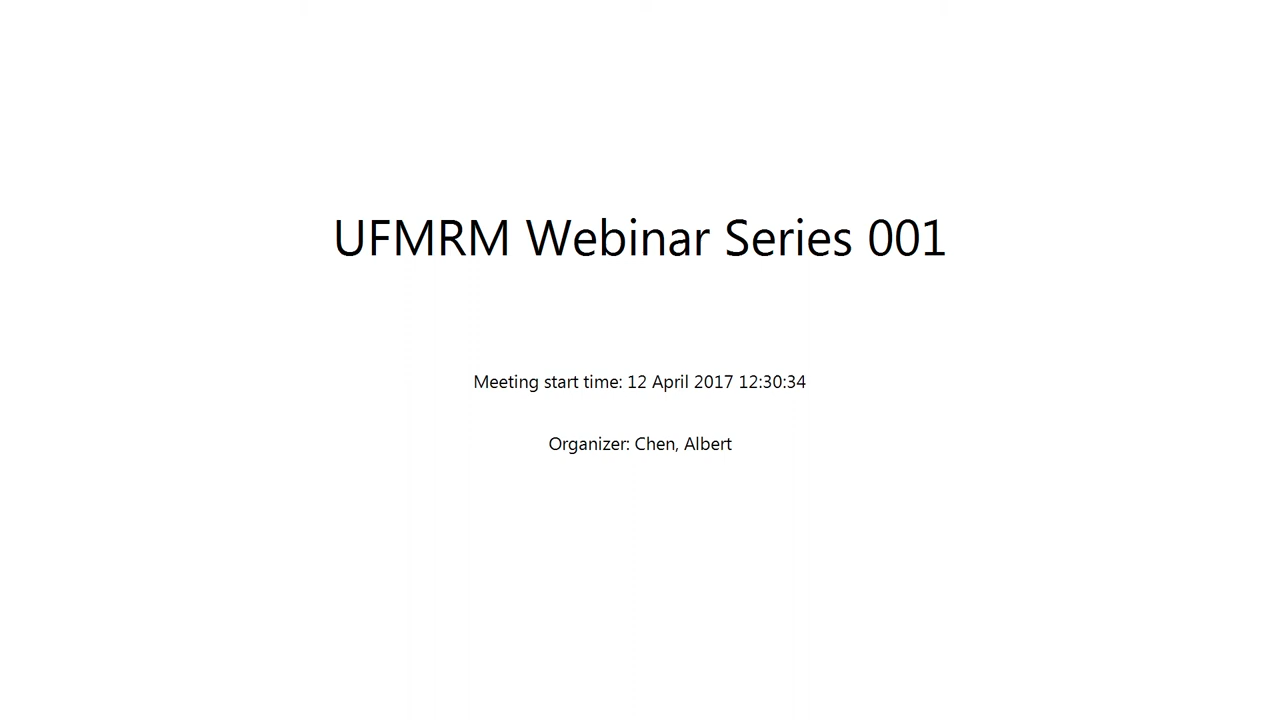 UFMRM Webinar Series 001
Meeting start time: 12 April 2017 12:30:34
Organizer: Chen, Albert